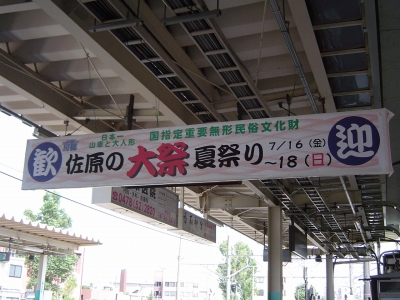 歓迎
日本一
山車と大人形
国指定重要無形民俗文化財
佐原の大祭夏祭り
7/16(金)
~18(日)